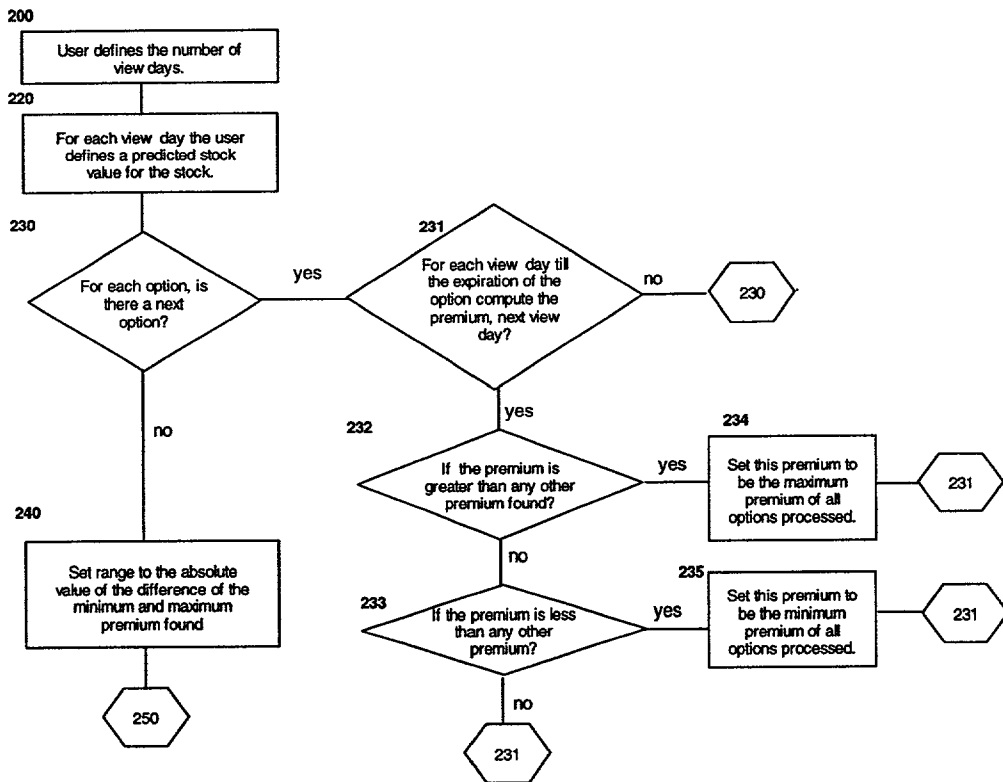 200
User defines the number of
view days.
220
For each view day the user
defines a predicted stock
value for the stock.
230
For each option, is
there a next
option?
yes
231
For each view day till
the expiration of the
option compute the
premium, next view
day?
no
230
no
yes
232
If the premium is
greater than any other
premium found?
yes
234
Set this premium to
be the maximum
premium of all
options processed.
231
240
Set range to the absolute
value of the difference of the
minimum and maximum
premium found
250
no
233
If the premium is less
than any other
premium?
yes
235
Set this premium to
be the minimum
premium of all
options processed.
231
no
231